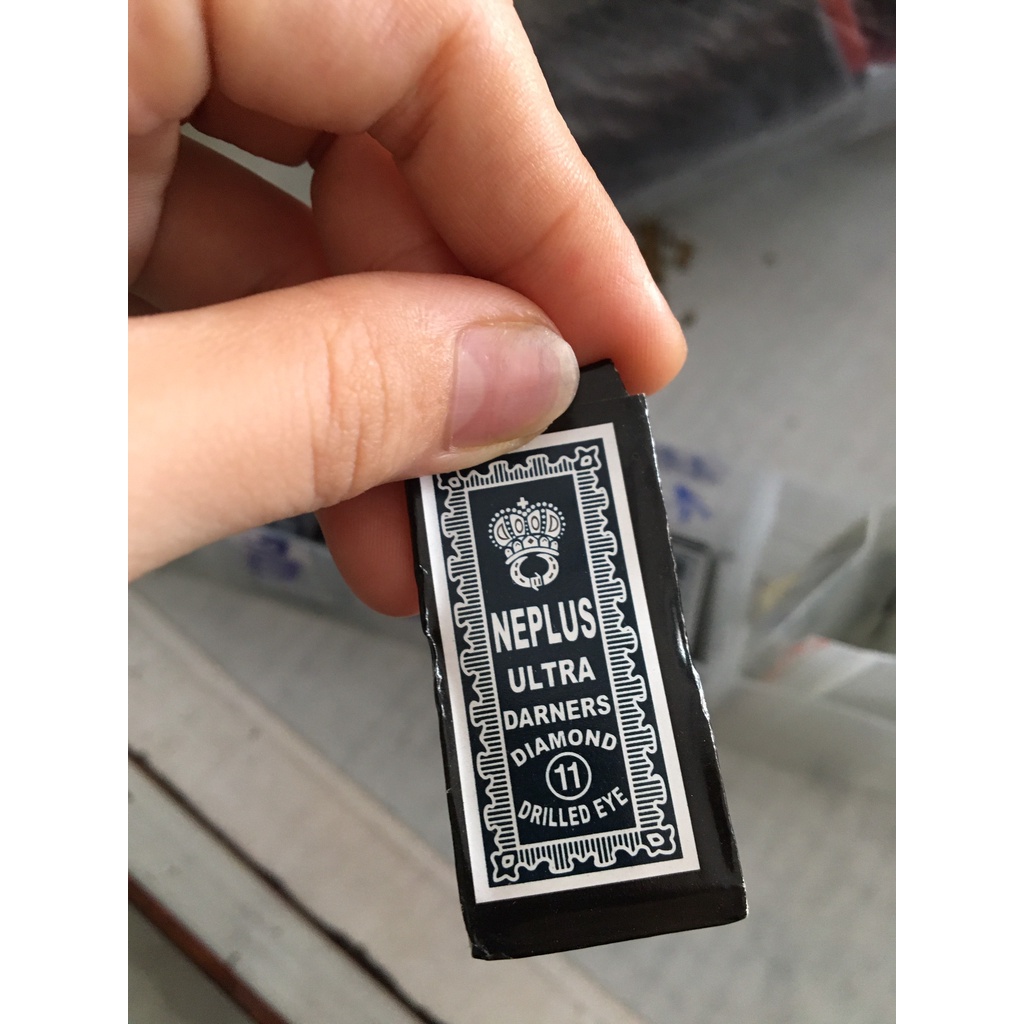 NEPLUS
ULTRA
DARNERS
DIAMOND
11
DRILLED EYE